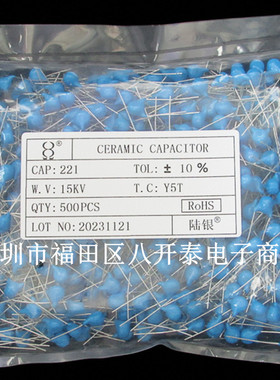 ® CERAMIC CAPACITOR
CAP: 221 TOL: ± 10 %
W.V: 15KV T.C: Y5T
QTY: 500PCS RoHS
LOT NO: 20231121 陆银®
圳市福田区八开泰电子商